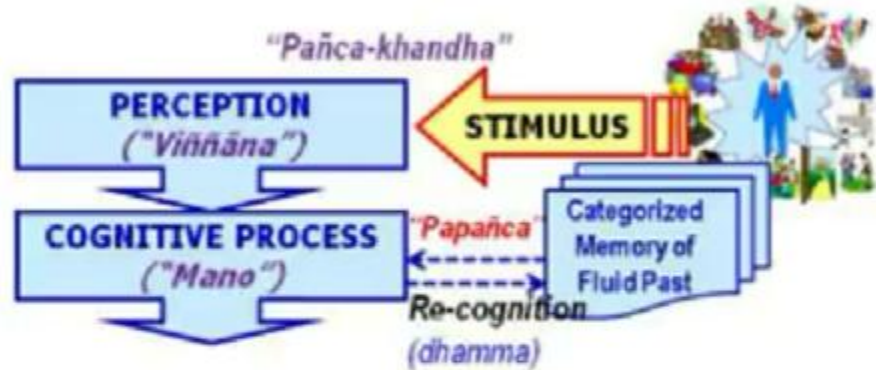 “Pañca-khandha”
PERCEPTION
(“Viññāna”)
STIMULUS
COGNITIVE PROCESS
(“Mano”)
“Papañca”
Categorized
Memory of
Fluid Past
Re-cognition
(dhamma)